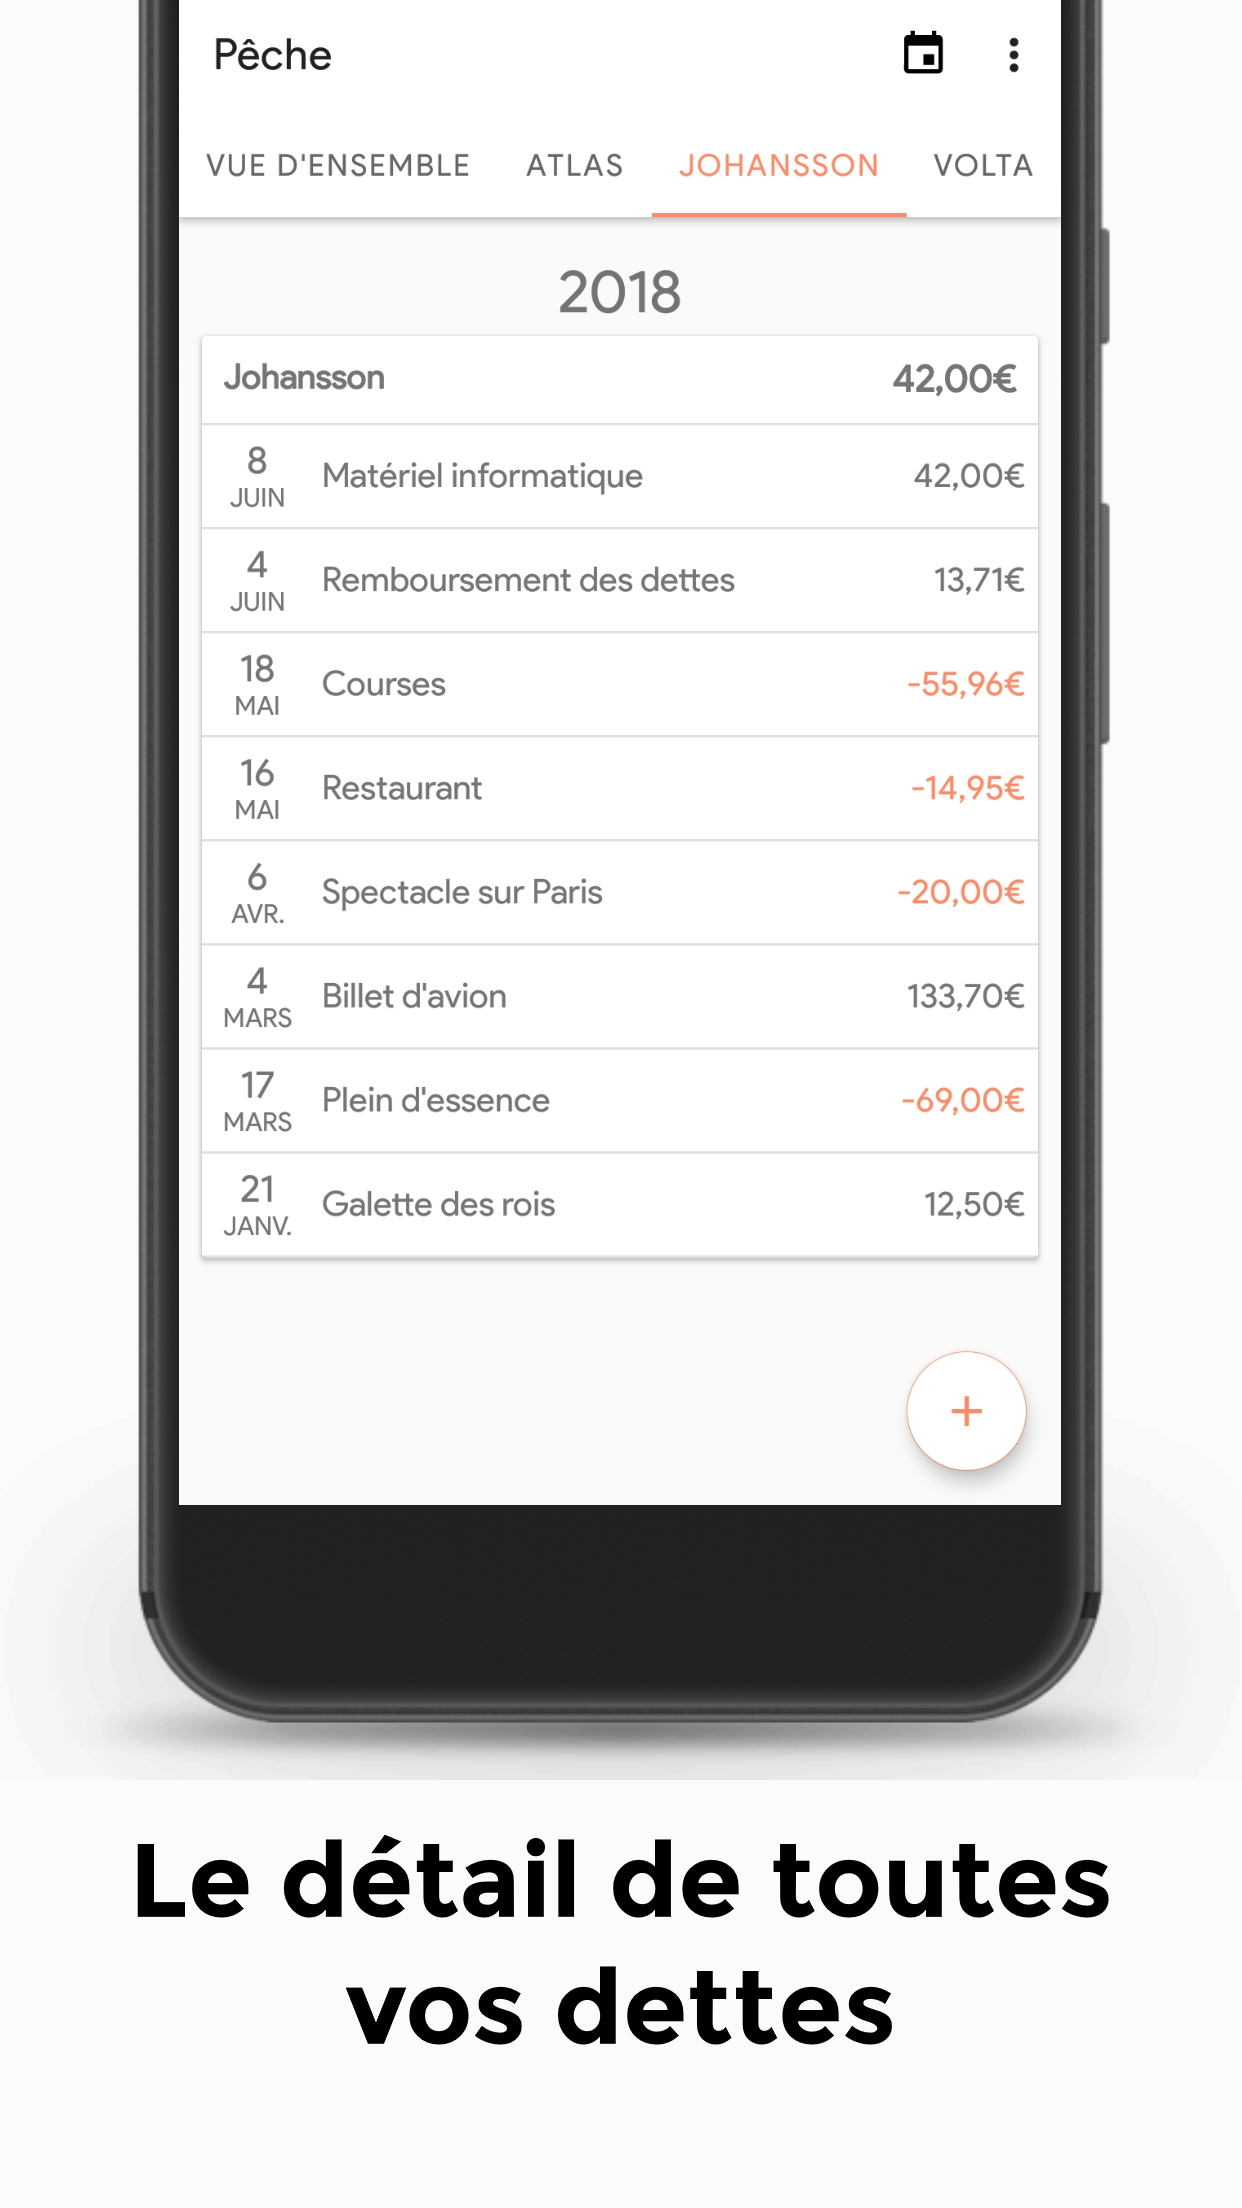 Pêche
VUE D'ENSEMBLE ATLAS JOHANSSON VOLTA
2018
Johansson 42,00€
8 JUIN Matériel informatique 42,00€
4 JUIN Remboursement des dettes 13,71€
18 MAI Courses -55,96€
16 MAI Restaurant -14,95€
6 AVR. Spectacle sur Paris -20,00€
4 MARS Billet d'avion 133,70€
17 MARS Plein d'essence -69,00€
21 JANV. Galette des rois 12,50€
+
Le détail de toutes
vos dettes